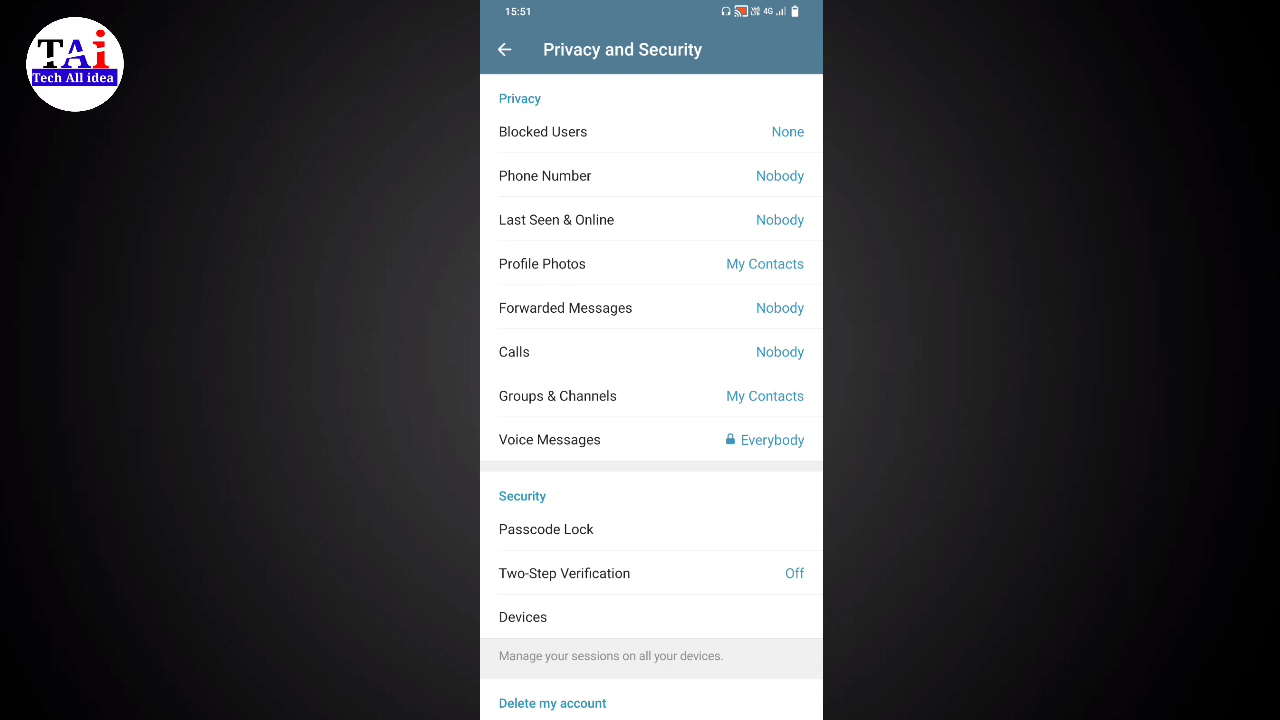 TAi
Tech All idea
15:51
4G
Privacy and Security
Privacy
Blocked Users None
Phone Number Nobody
Last Seen & Online Nobody
Profile Photos My Contacts
Forwarded Messages Nobody
Calls Nobody
Groups & Channels My Contacts
Voice Messages Everybody
Security
Passcode Lock
Two-Step Verification Off
Devices
Manage your sessions on all your devices.
Delete my account